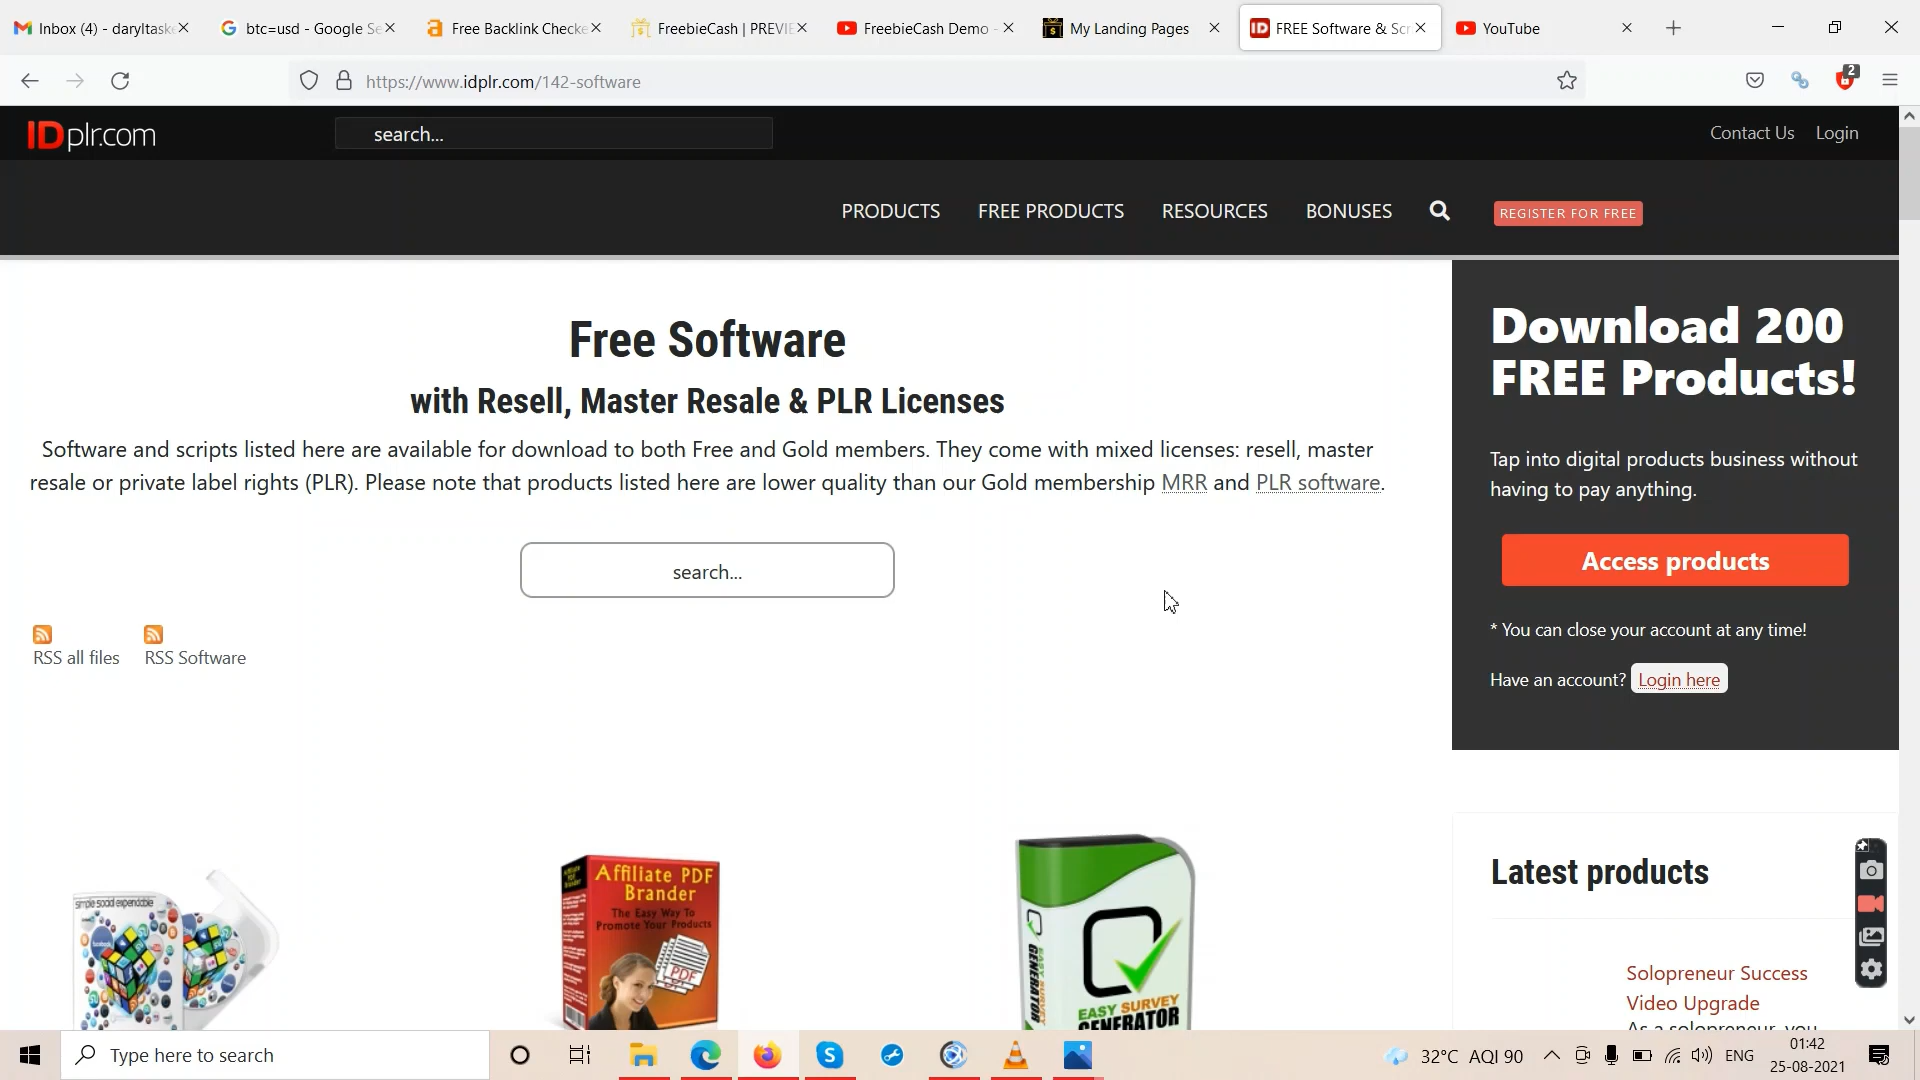 Inbox (4) - daryltaske
btc=usd - Google Se
Free Backlink Checke
FreebieCash | PREVIE
FreebieCash Demo -
My Landing Pages
FREE Software & Scr
YouTube
https://www.idplr.com/142-software
2
IDplr.com
search...
Contact Us
Login
PRODUCTS
FREE PRODUCTS
RESOURCES
BONUSES
REGISTER FOR FREE
Free Software
with Resell, Master Resale & PLR Licenses
Software and scripts listed here are available for download to both Free and Gold members. They come with mixed licenses: resell, master
resale or private label rights (PLR). Please note that products listed here are lower quality than our Gold membership MRR and PLR software.
search...
RSS all files
RSS Software
Download 200
FREE Products!
Tap into digital products business without
having to pay anything.
Access products
* You can close your account at any time!
Have an account? Login here
simple social expendable
Affiliate PDF
Brander
The Easy Way To
Promote Your Products
PDF
EASY SURVEY
GENERATOR
Latest products
Solopreneur Success
Video Upgrade
As a solopreneur, you
Type here to search
32°C AQI 90
ENG
01:42
25-08-2021